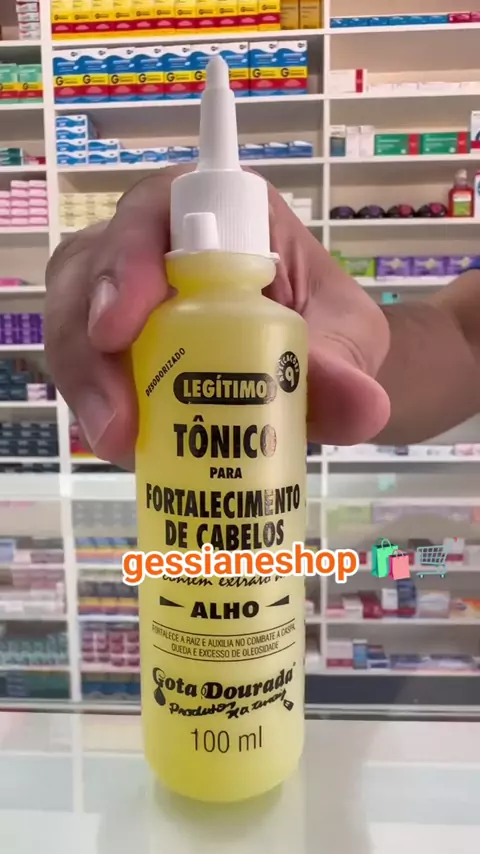 DESODORIZADO
LEGÍTIMO
9
TÔNICO
PARA
FORTALECIMENTO
DE CABELOS
gessianeshop
ALHO
FORTALECE A RAIZ E AUXILIA NO COMBATE A CASPA,
QUEDA E EXCESSO DE OLEOSIDADE
Gota Dourada
100 ml